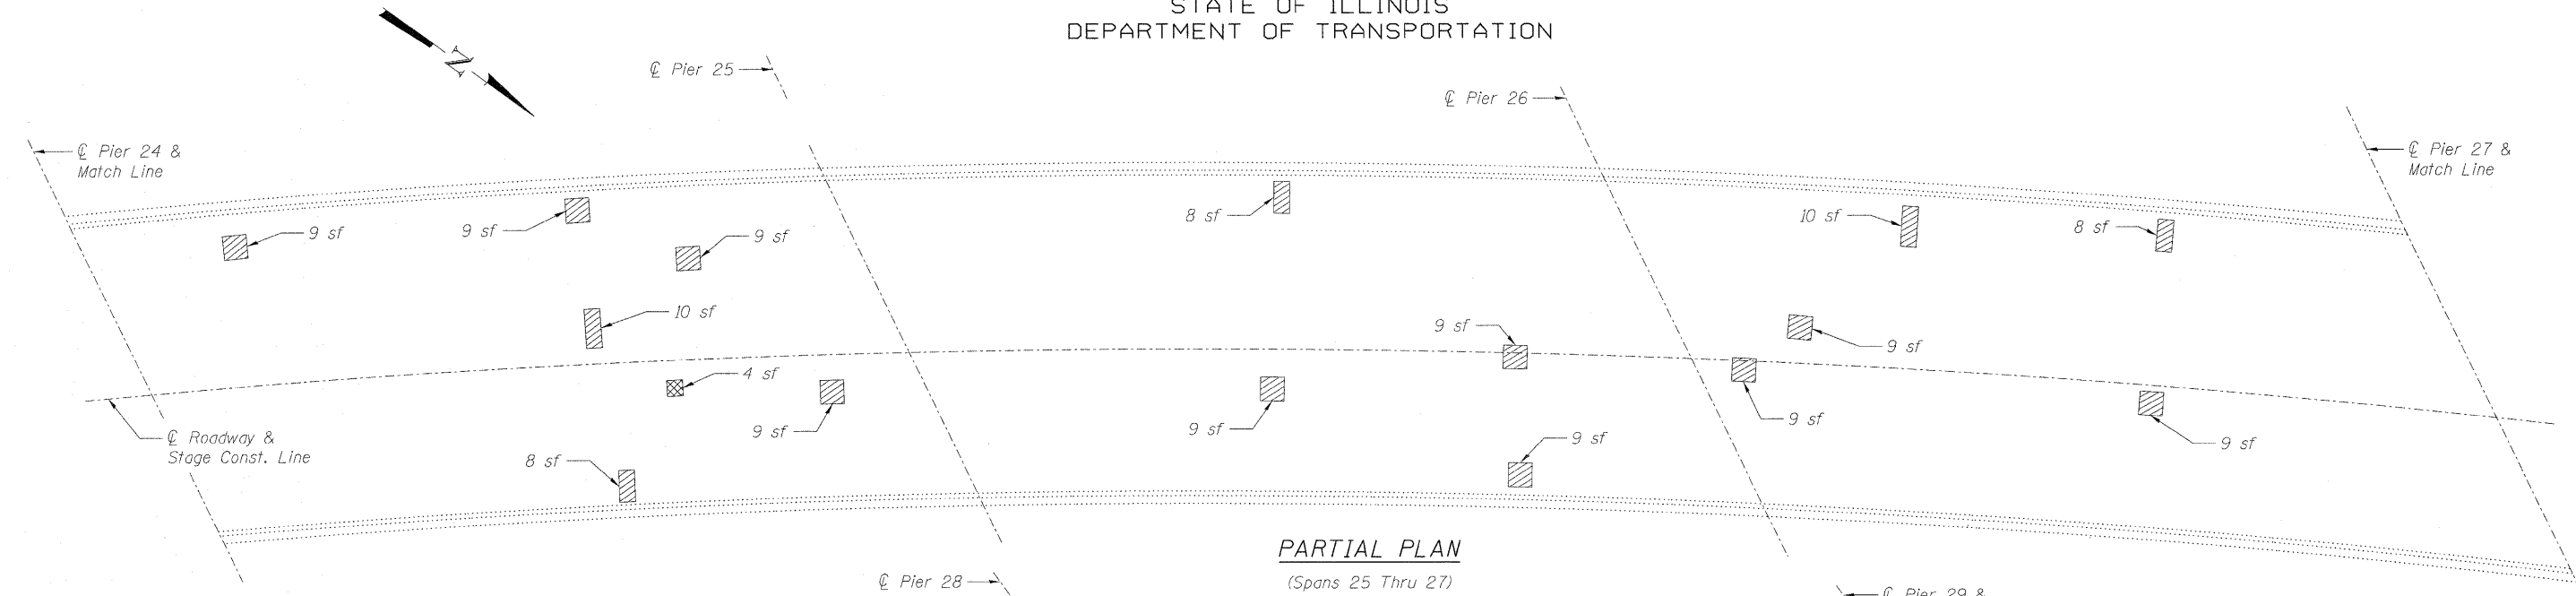 STATE OF ILLINOIS
DEPARTMENT OF TRANSPORTATION
N
℄ Pier 25
℄ Pier 26
℄ Pier 24 &
Match Line
℄ Pier 27 &
Match Line
9 sf
9 sf
9 sf
8 sf
10 sf
8 sf
10 sf
9 sf
9 sf
4 sf
9 sf
9 sf
9 sf
9 sf
9 sf
9 sf
℄ Roadway &
Stage Const. Line
8 sf
PARTIAL PLAN
(Spans 25 Thru 27)
℄ Pier 28
℄ Pier 29 &